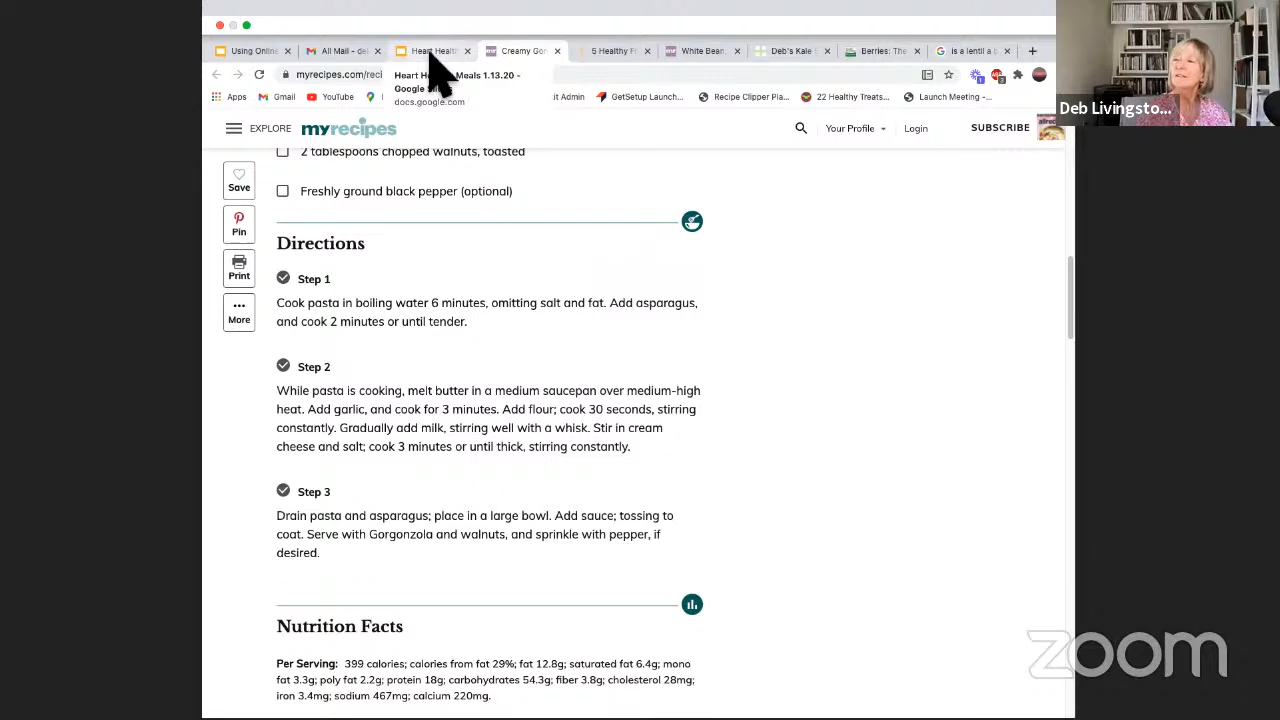 Using Onlin
All Mail - de
Heart Healt
Creamy Gor
5 Healthy Fr
White Bean,
Deb's Kale S
Berries: The
is a lentil a b
myrecipes.com/reci
Heart He Meals 1.13.20 -
Google
docs.google.com
Apps
Gmail
YouTube
it Admin
GetSetup Launch...
Recipe Clipper Pla...
22 Healthy Treats...
Launch Meeting -...
Deb Livingsto...
EXPLORE
myrecipes
Your Profile
Login
SUBSCRIBE
2 tablespoons chopped walnuts, toasted
Freshly ground black pepper (optional)
Save
Pin
Print
More
Directions
Step 1
Cook pasta in boiling water 6 minutes, omitting salt and fat. Add asparagus,
and cook 2 minutes or until tender.
Step 2
While pasta is cooking, melt butter in a medium saucepan over medium-high
heat. Add garlic, and cook for 3 minutes. Add flour; cook 30 seconds, stirring
constantly. Gradually add milk, stirring well with a whisk. Stir in cream
cheese and salt; cook 3 minutes or until thick, stirring constantly.
Step 3
Drain pasta and asparagus; place in a large bowl. Add sauce; tossing to
coat. Serve with Gorgonzola and walnuts, and sprinkle with pepper, if
desired.
Nutrition Facts
Per Serving: 399 calories; calories from fat 29%; fat 12.8g; saturated fat 6.4g; mono
fat 3.3g; poly fat 2.2g; protein 18g; carbohydrates 54.3g; fiber 3.8g; cholesterol 28mg;
iron 3.4mg; sodium 467mg; calcium 220mg.
zoom